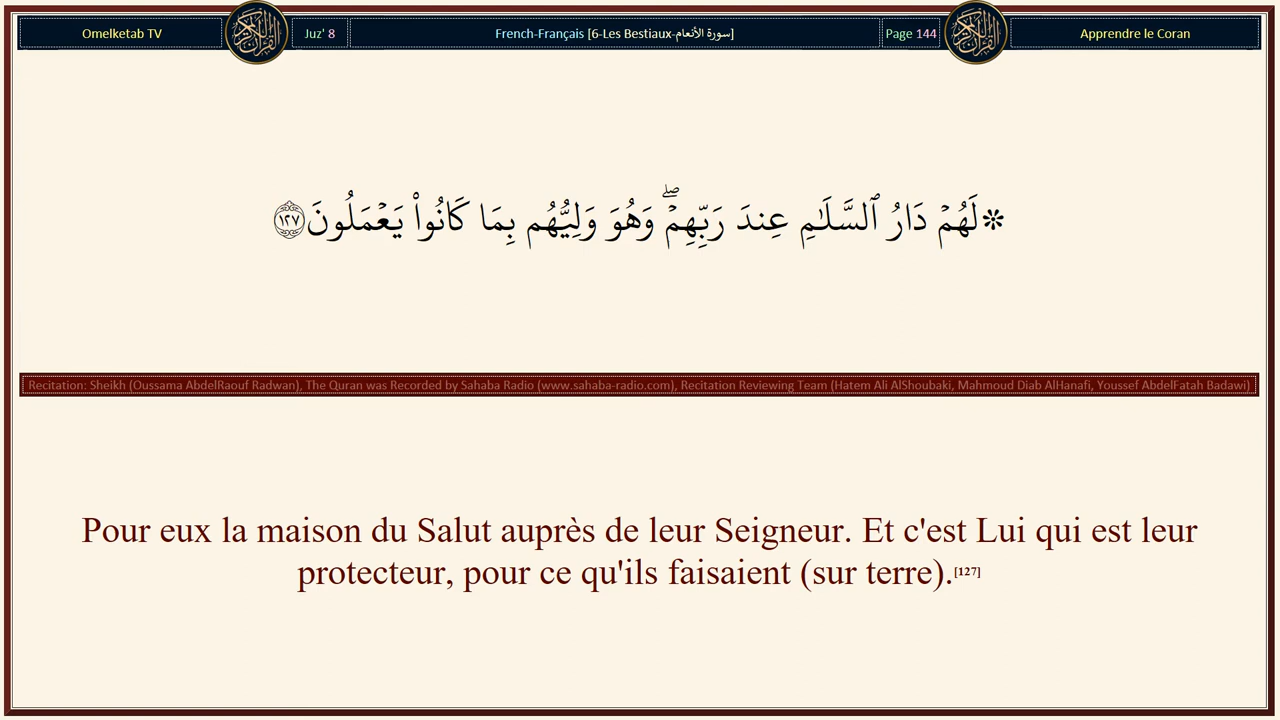 Omelketab TV
Juz' 8
French-Français [6-Les Bestiaux-سورة الأنعام]
Page 144
Apprendre le Coran
۞لَهُمۡ دَارُ ٱلسَّلَٰمِ عِندَ رَبِّهِمۡۖ وَهُوَ وَلِيُّهُم بِمَا كَانُواْ يَعۡمَلُونَ ١٢٧
Recitation: Sheikh (Oussama AbdelRaouf Radwan), The Quran was Recorded by Sahaba Radio (www.sahaba-radio.com), Recitation Reviewing Team (Hatem Ali AlShoubaki, Mahmoud Diab AlHanafi, Youssef AbdelFatah Badawi)
Pour eux la maison du Salut auprès de leur Seigneur. Et c'est Lui qui est leur
protecteur, pour ce qu'ils faisaient (sur terre).[127]